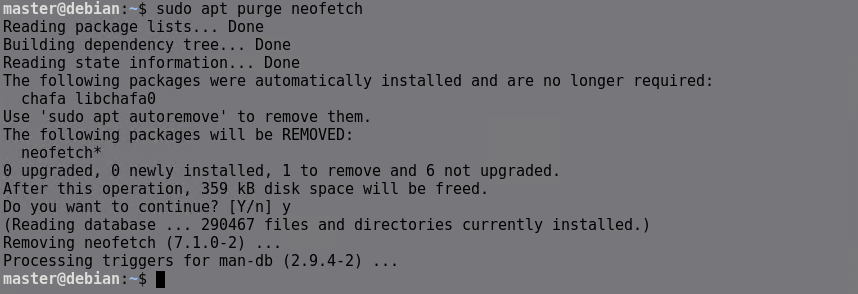 master@debian:~$ sudo apt purge neofetch
Reading package lists... Done
Building dependency tree... Done
Reading state information... Done
The following packages were automatically installed and are no longer required:
  chafa libchafa0
Use 'sudo apt autoremove' to remove them.
The following packages will be REMOVED:
  neofetch*
0 upgraded, 0 newly installed, 1 to remove and 6 not upgraded.
After this operation, 359 kB disk space will be freed.
Do you want to continue? [Y/n] y
(Reading database ... 290467 files and directories currently installed.)
Removing neofetch (7.1.0-2) ...
Processing triggers for man-db (2.9.4-2) ...
master@debian:~$